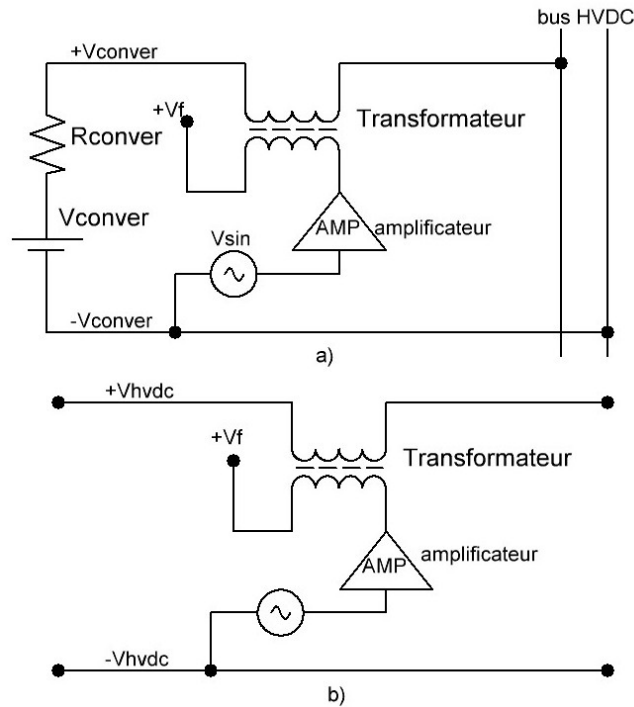 bus HVDC
+Vconver
+Vf
Transformateur
Rconver
Vconver
AMP
amplificateur
Vsin
-Vconver
a)
+Vhvdc
+Vf
Transformateur
amplificateur
AMP
-Vhvdc
b)